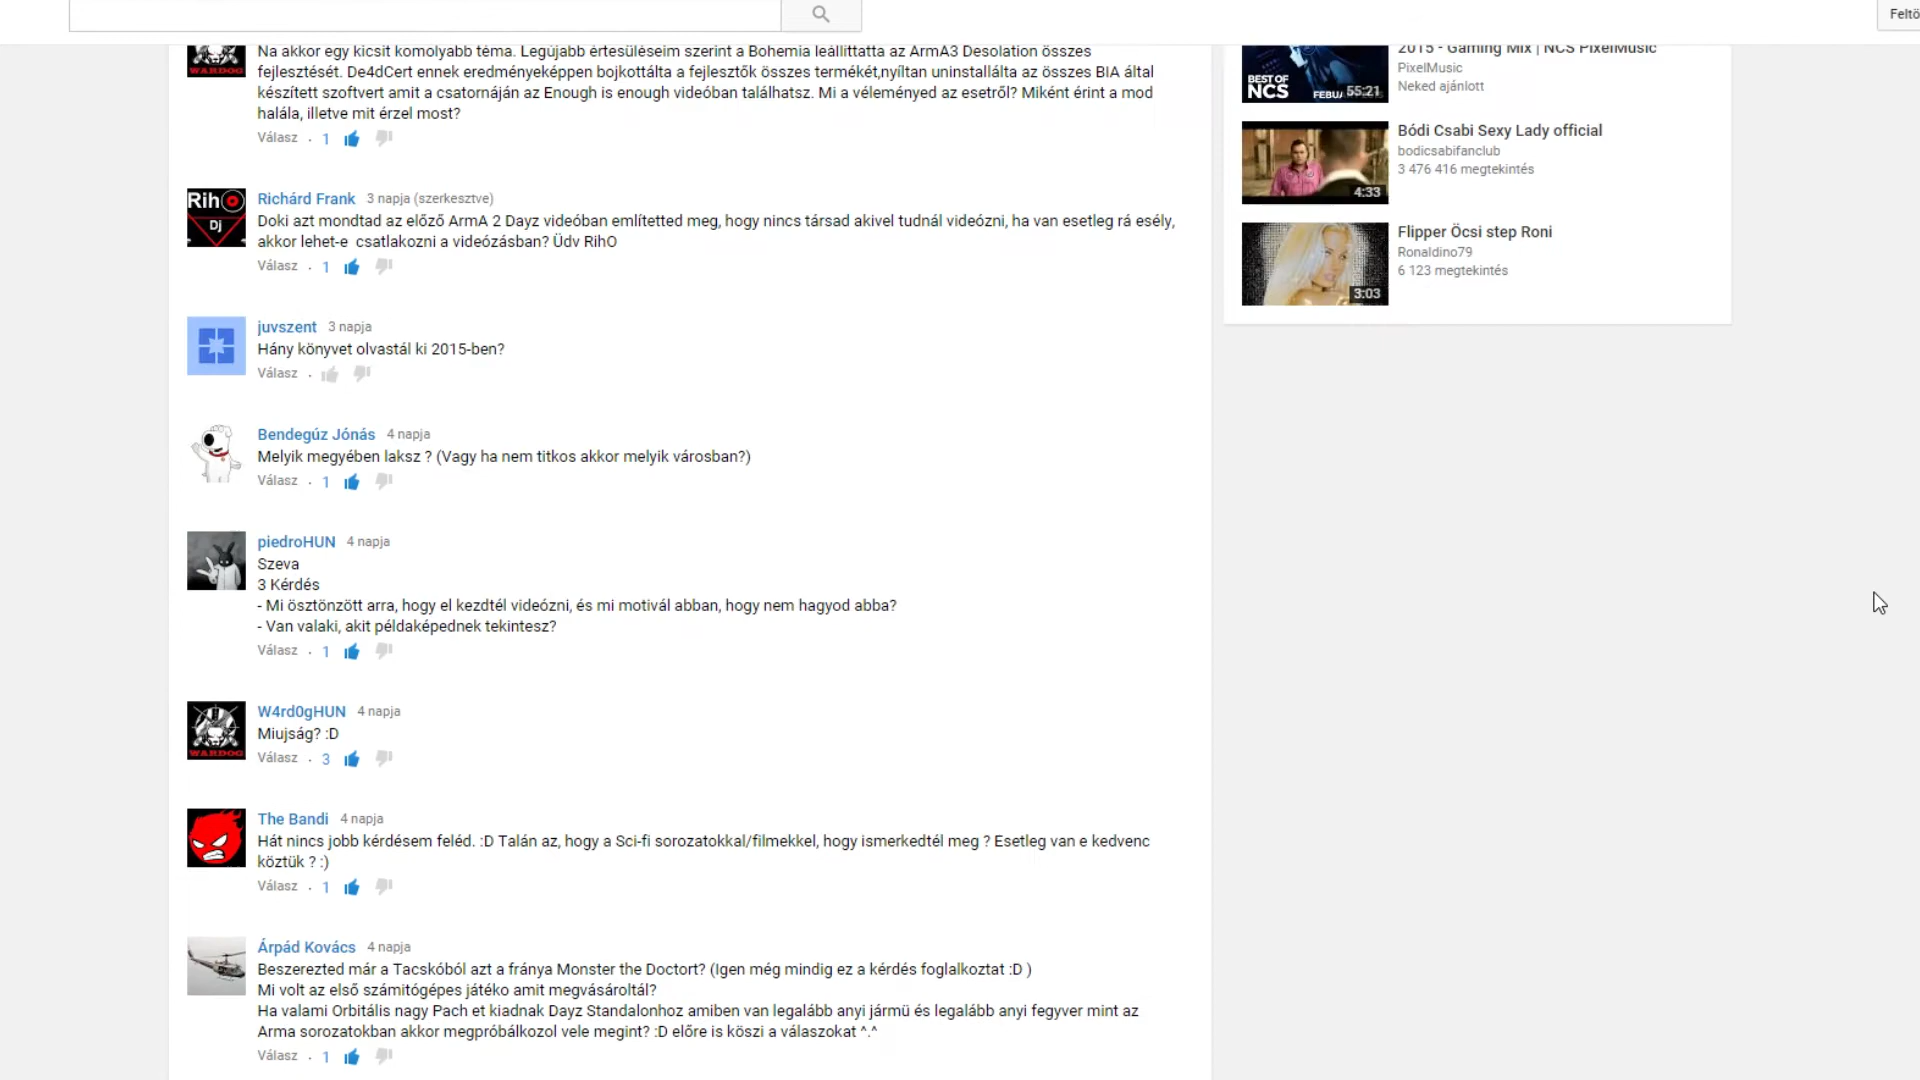 Feltö
WARDOG
Na akkor egy kicsit komolyabb téma. Legújabb értesüléseim szerint a Bohemia leállíttatta az ArmA3 Desolation összes
fejlesztését. De4dCert ennek eredményeképpen bojkottálta a fejlesztők összes termékét,nyíltan uninstallálta az összes BIA által
készített szoftvert amit a csatornáján az Enough is enough videóban találhatsz. Mi a véleményed az esetről? Miként érint a mod
halála, illetve mit érzel most?
Válasz · 1
Rih
Dj
Richárd Frank 3 napja (szerkesztve)
Doki azt mondtad az előző ArmA 2 Dayz videóban említetted meg, hogy nincs társad akivel tudnál videózni, ha van esetleg rá esély,
akkor lehet-e csatlakozni a videózásban? Üdv RihO
Válasz · 1
juvszent 3 napja
Hány könyvet olvastál ki 2015-ben?
Válasz ·
Bendegúz Jónás 4 napja
Melyik megyében laksz ? (Vagy ha nem titkos akkor melyik városban?)
Válasz · 1
piedroHUN 4 napja
Szeva
3 Kérdés
- Mi ösztönzött arra, hogy el kezdtél videózni, és mi motivál abban, hogy nem hagyod abba?
- Van valaki, akit példaképednek tekintesz?
Válasz · 1
WARDOG
W4rd0gHUN 4 napja
Miujság? :D
Válasz · 3
The Bandi 4 napja
Hát nincs jobb kérdésem feléd. :D Talán az, hogy a Sci-fi sorozatokkal/filmekkel, hogy ismerkedtél meg ? Esetleg van e kedvenc
köztük ? :)
Válasz · 1
Árpád Kovács 4 napja
Beszerezted már a Tacskóból azt a fránya Monster the Doctort? (Igen még mindig ez a kérdés foglalkoztat :D )
Mi volt az első számitógépes játéko amit megvásároltál?
Ha valami Orbitális nagy Pach et kiadnak Dayz Standalonhoz amiben van legalább anyi jármü és legalább anyi fegyver mint az
Arma sorozatokban akkor megpróbálkozol vele megint? :D előre is köszi a válaszokat ^.^
Válasz · 1
BEST OF
NCS
FEBU
55:21
2015 - Gaming Mix | NCS PixelMusic
PixelMusic
Neked ajánlott
4:33
Bódi Csabi Sexy Lady official
bodicsabifanclub
3 476 416 megtekintés
3:03
Flipper Öcsi step Roni
Ronaldino79
6 123 megtekintés